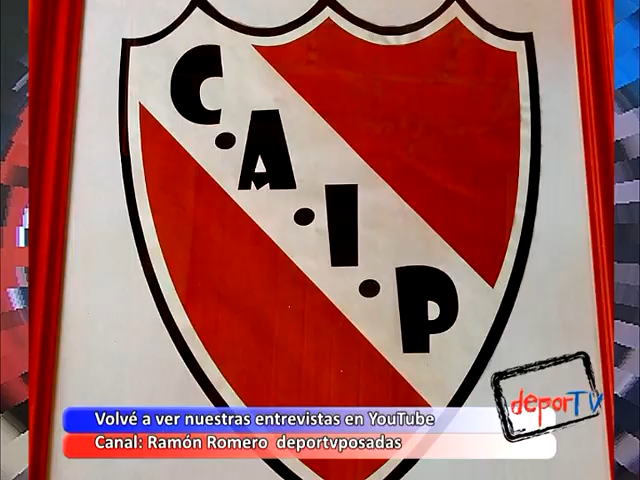 C.A.I.P
deporTV
Volvé a ver nuestras entrevistas en YouTube
Canal: Ramón Romero deportvposadas